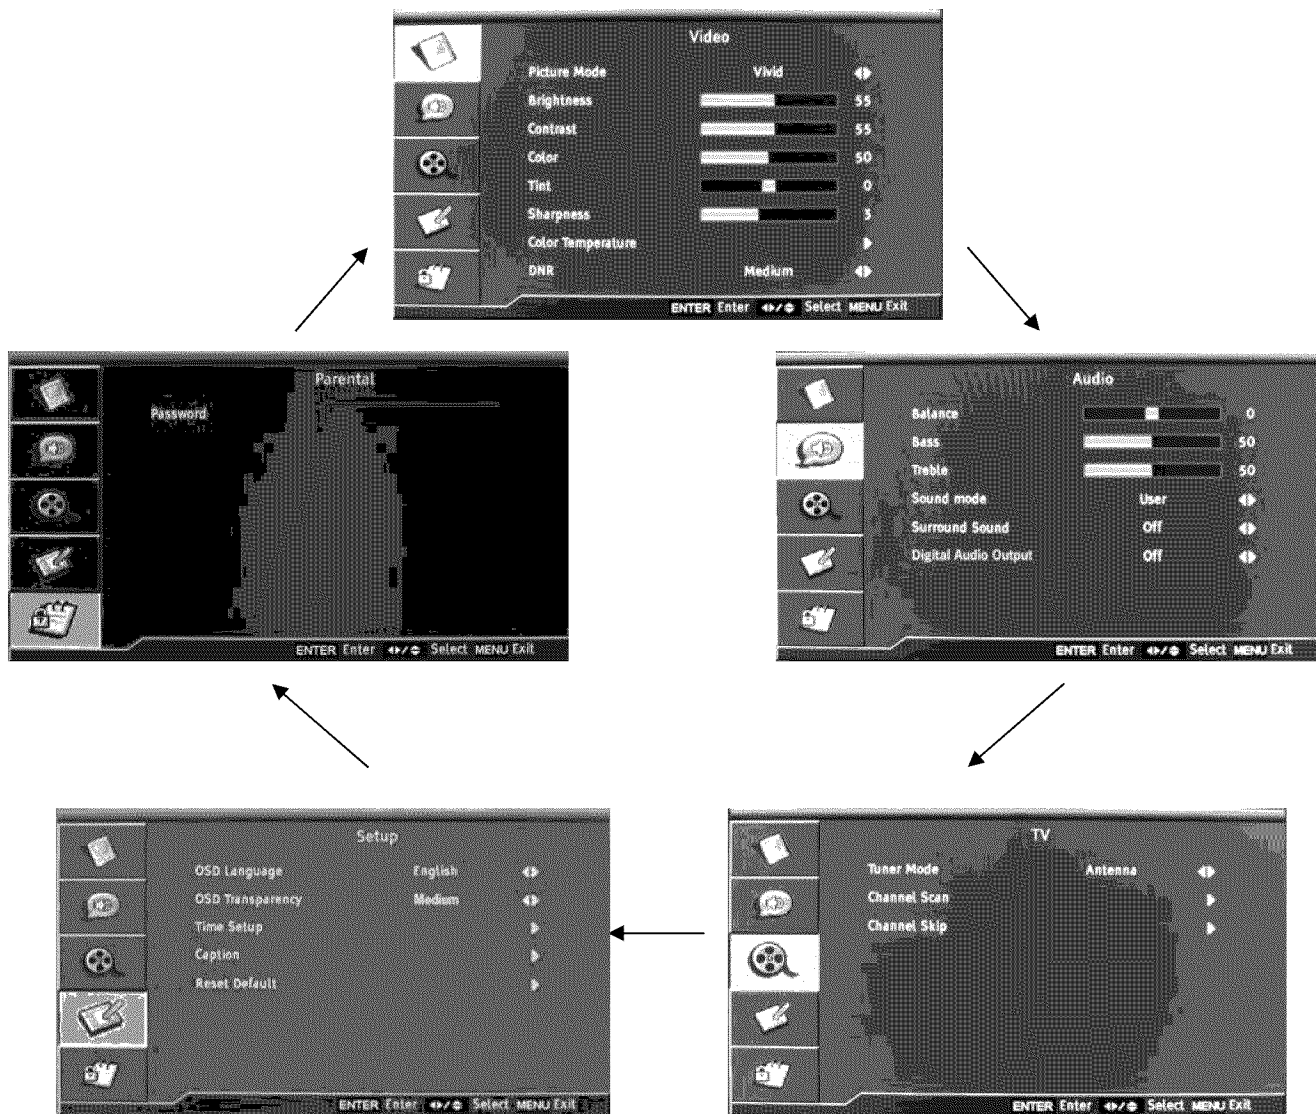 Video
Picture Mode Vivid
Brightness 55
Contrast 55
Color 50
Tint 0
Sharpness 3
Color Temperature
DNR Medium
ENTER Enter Select MENU Exit
Parental
Password
ENTER Enter Select MENU Exit
Audio
Balance 0
Bass 50
Treble 50
Sound mode User
Surround Sound Off
Digital Audio Output Off
ENTER Enter Select MENU Exit
Setup
OSD Language English
OSD Transparency Medium
Time Setup
Caption
Reset Default
ENTER Enter Select MENU Exit
TV
Tuner Mode Antenna
Channel Scan
Channel Skip
ENTER Enter Select MENU Exit